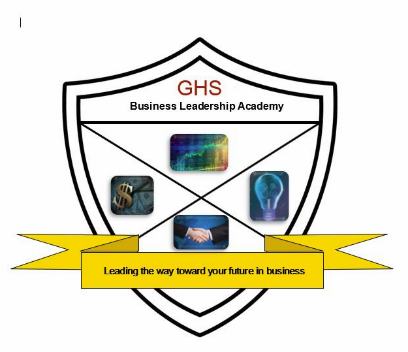 GHS
Business Leadership Academy
Leading the way toward your future in business